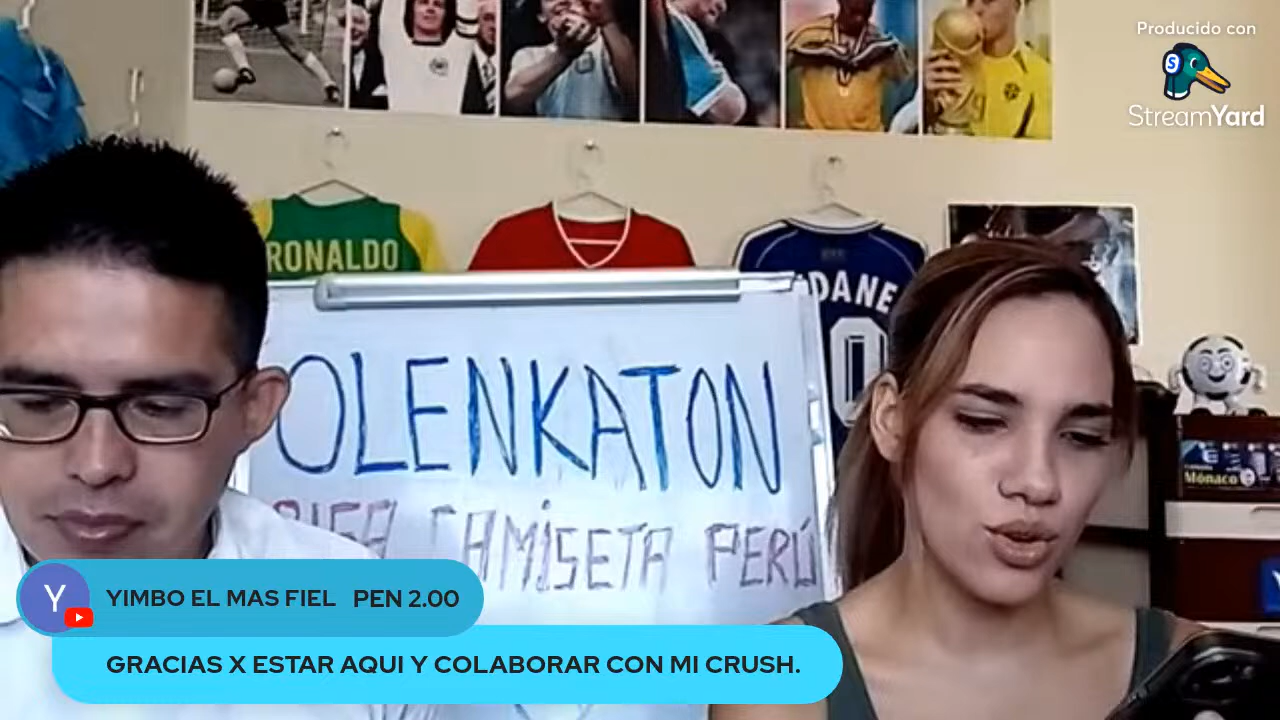 Producido con
S
StreamYard
RONALDO
OLENKATON
RIFA CAMISETA PERÚ
Mónaco
YIMBO EL MAS FIEL PEN 2.00
Y
GRACIAS X ESTAR AQUI Y COLABORAR CON MI CRUSH.